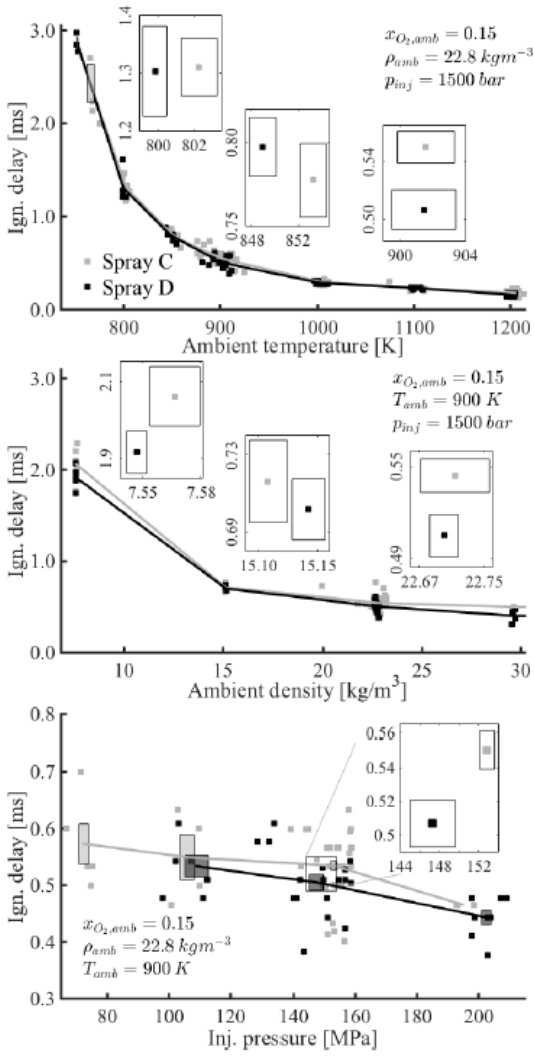 3.0
2.0
1.0
0.0
Ign. delay [ms]
1.4
1.3
1.2
800 802
0.80
0.75
848 852
0.54
0.50
900 904
x_{O_2,amb} = 0.15
ρ_{amb} = 22.8 kgm^{-3}
p_{inj} = 1500 bar
Spray C
Spray D
800 900 1000 1100 1200
Ambient temperature [K]
3.0
2.0
1.0
0.0
Ign. delay [ms]
2.1
1.9
7.55 7.58
0.73
0.69
15.10 15.15
0.55
0.49
22.67 22.75
x_{O_2,amb} = 0.15
T_{amb} = 900 K
p_{inj} = 1500 bar
10 15 20 25 30
Ambient density [kg/m^3]
0.8
0.7
0.6
0.5
0.4
0.3
Ign. delay [ms]
0.56
0.54
0.52
0.5
144 148 152
x_{O_2,amb} = 0.15
ρ_{amb} = 22.8 kgm^{-3}
T_{amb} = 900 K
80 100 120 140 160 180 200
Inj. pressure [MPa]